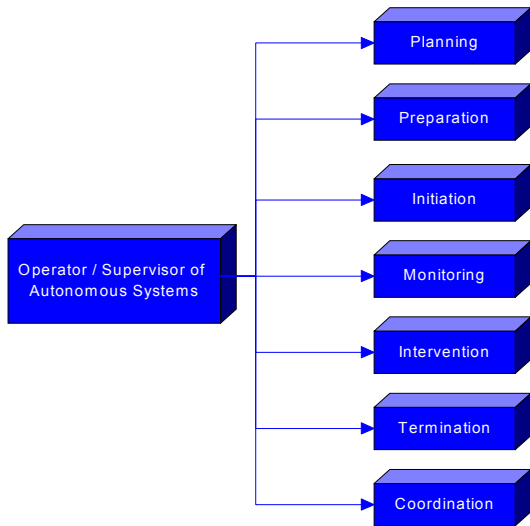 Planning
Preparation
Initiation
Operator / Supervisor of
Autonomous Systems
Monitoring
Intervention
Termination
Coordination